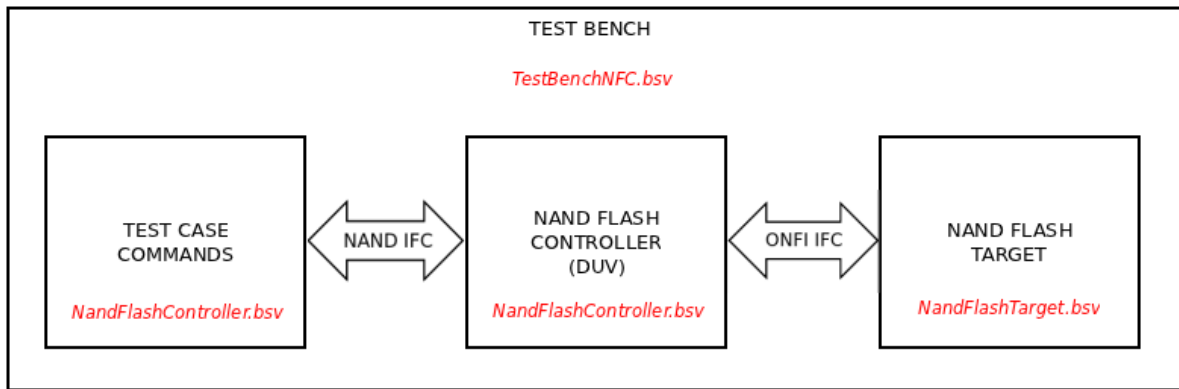 TEST BENCH
TestBenchNFC.bsv
TEST CASE
COMMANDS
NandFlashController.bsv
NAND IFC
NAND FLASH
CONTROLLER
(DUV)
NandFlashController.bsv
ONFI IFC
NAND FLASH
TARGET
NandFlashTarget.bsv